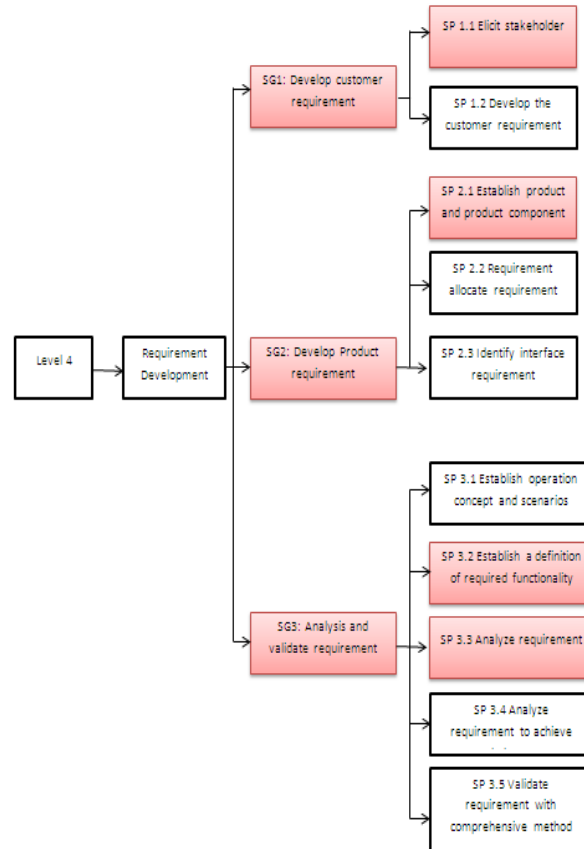 SP 1.1 Elicit stakeholder
SG1: Develop customer
requirement
SP 1.2 Develop the
customer requirement
SP 2.1 Establish product
and product component
SP 2.2 Requirement
allocate requirement
Level 4
Requirement
Development
SG2: Develop Product
requirement
SP 2.3 Identify interface
requirement
SP 3.1 Establish operation
concept and scenarios
SP 3.2 Establish a definition
of required functionality
SG3: Analysis and
validate requirement
SP 3.3 Analyze requirement
SP 3.4 Analyze
requirement to achieve
SP 3.5 Validate
requirement with
comprehensive method